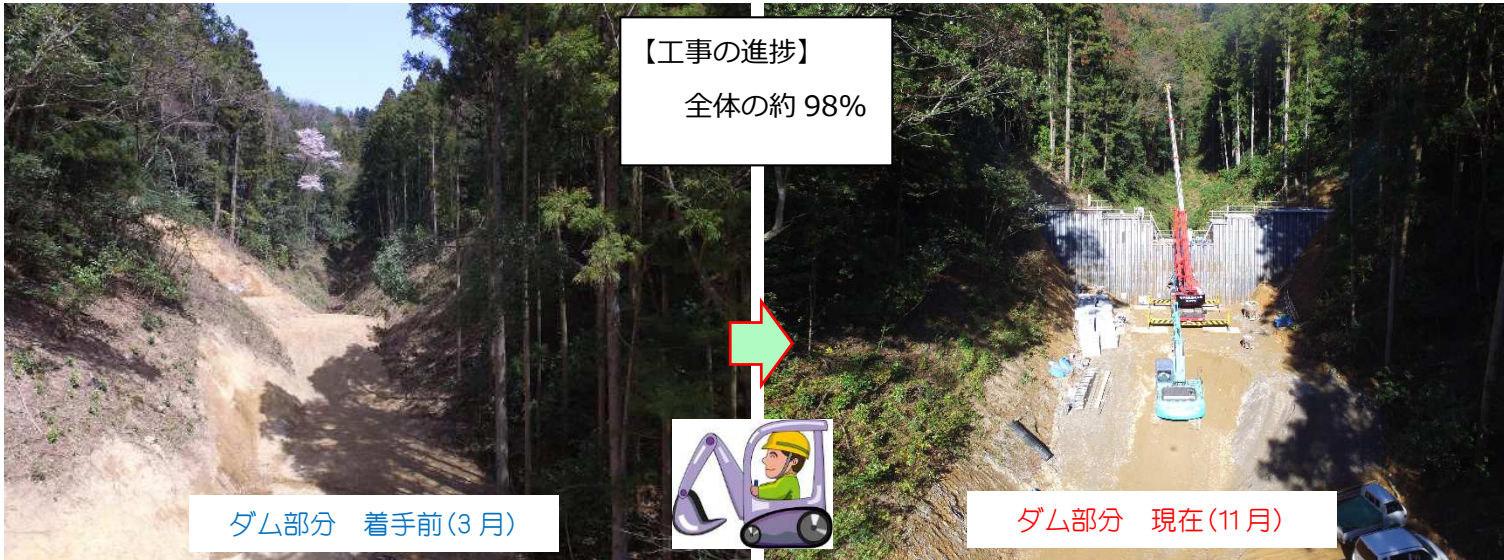 【工事の進捗】
全体の約 98%
ダム部分　着手前(3 月)
ダム部分　現在(11 月)